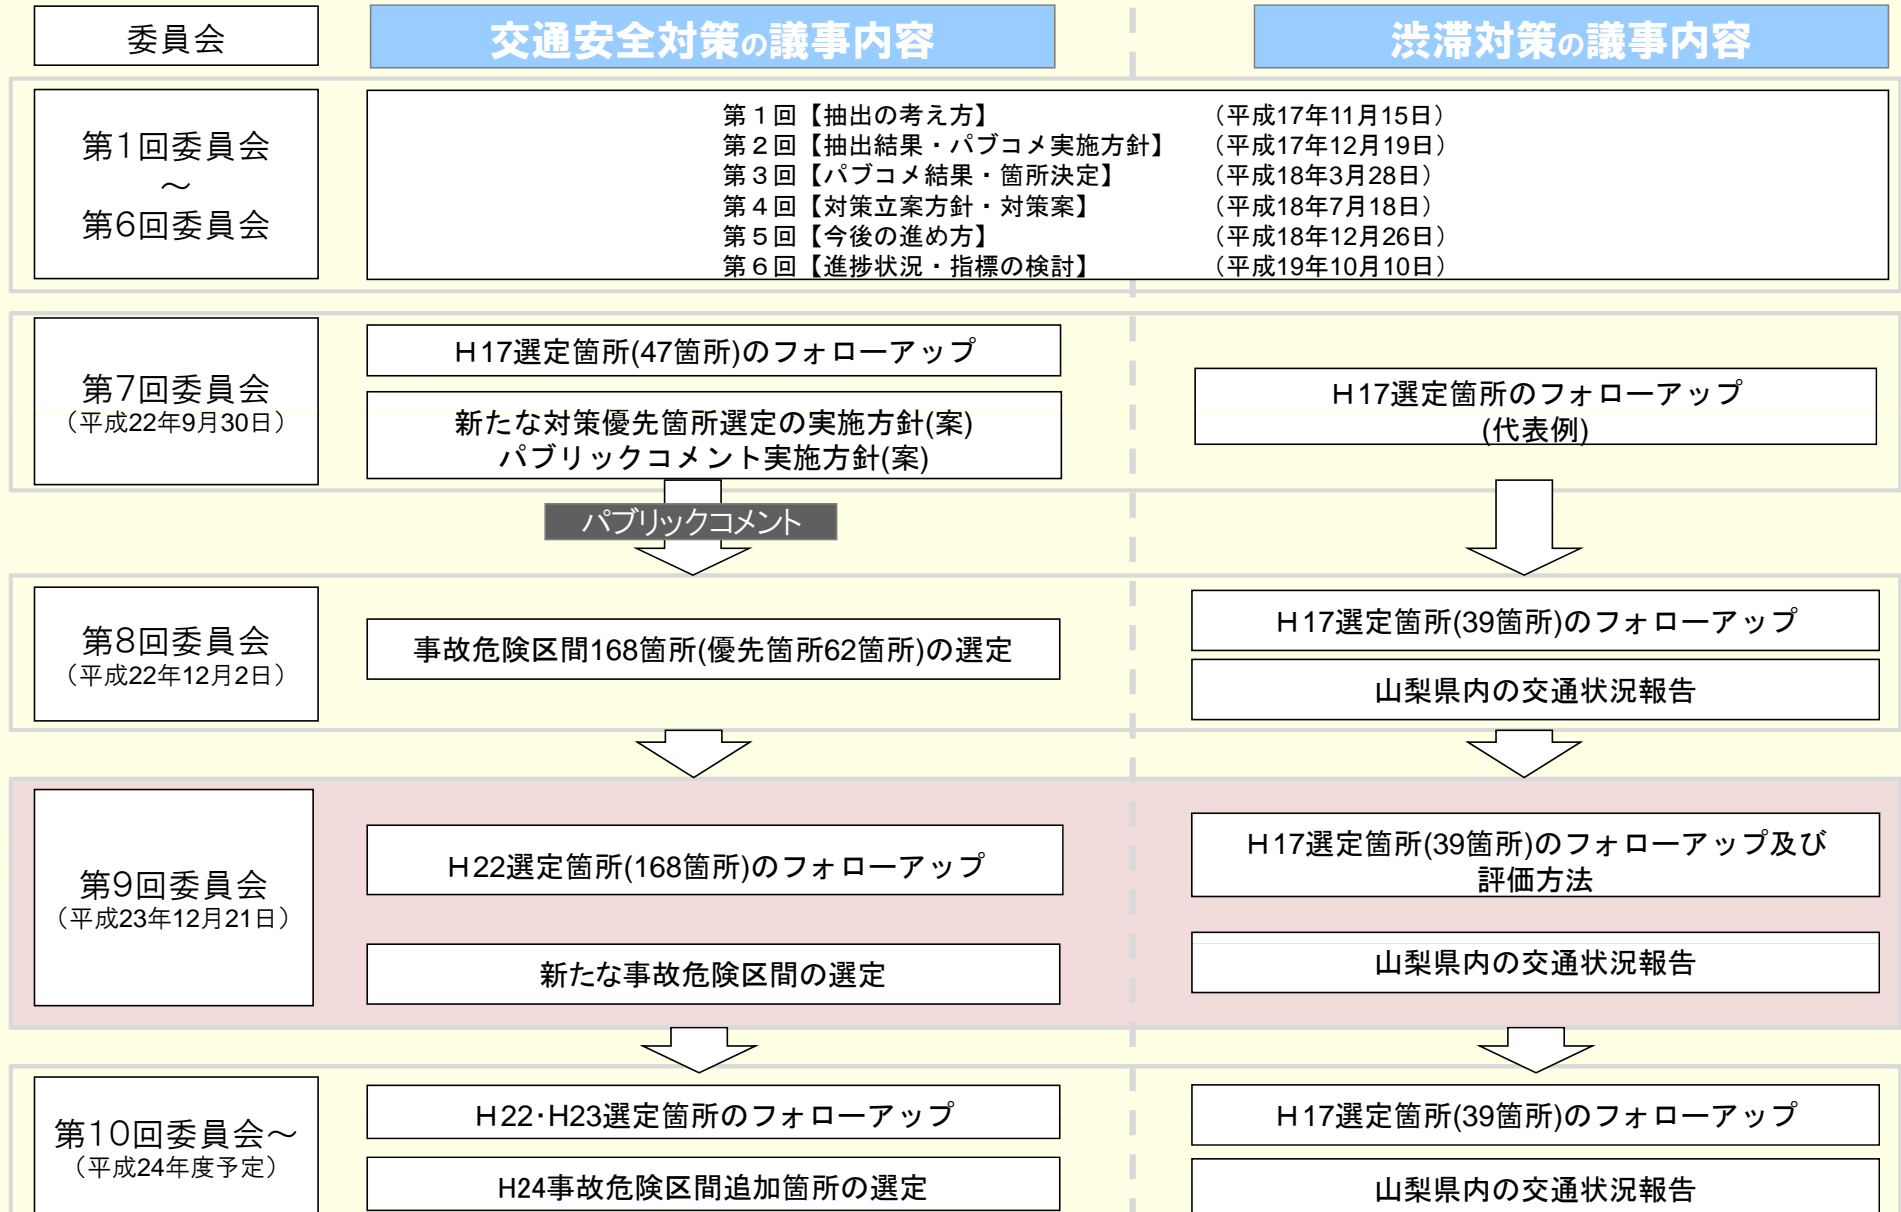 委員会
交通安全対策の議事内容
渋滞対策の議事内容
第1回委員会
～
第6回委員会
第１回【抽出の考え方】 （平成17年11月15日）
第２回【抽出結果・パブコメ実施方針】 （平成17年12月19日）
第３回【パブコメ結果・箇所決定】 （平成18年3月28日）
第４回【対策立案方針・対策案】 （平成18年7月18日）
第５回【今後の進め方】 （平成18年12月26日）
第６回【進捗状況・指標の検討】 （平成19年10月10日）
第7回委員会
（平成22年9月30日）
Ｈ17選定箇所(47箇所)のフォローアップ
新たな対策優先箇所選定の実施方針(案)
パブリックコメント実施方針(案)
Ｈ17選定箇所のフォローアップ
(代表例)
パブリックコメント
第8回委員会
（平成22年12月2日）
事故危険区間168箇所(優先箇所62箇所)の選定
Ｈ17選定箇所(39箇所)のフォローアップ
山梨県内の交通状況報告
第9回委員会
（平成23年12月21日）
Ｈ22選定箇所(168箇所)のフォローアップ
新たな事故危険区間の選定
Ｈ17選定箇所(39箇所)のフォローアップ及び
評価方法
山梨県内の交通状況報告
第10回委員会～
（平成24年度予定）
Ｈ22･H23選定箇所のフォローアップ
H24事故危険区間追加箇所の選定
Ｈ17選定箇所(39箇所)のフォローアップ
山梨県内の交通状況報告